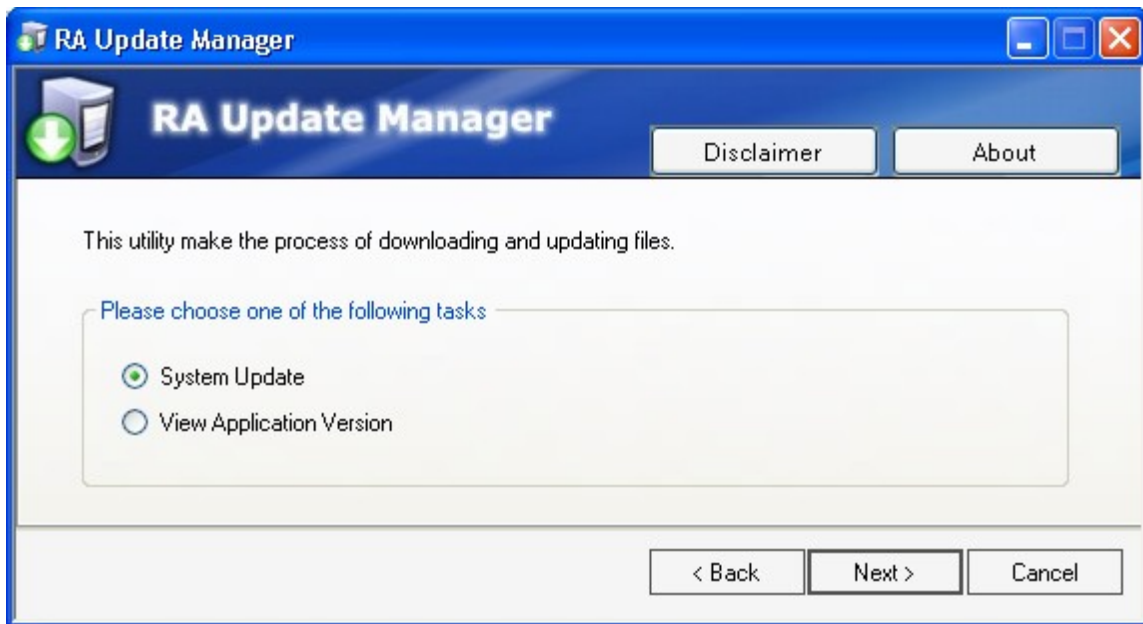 RA Update Manager
RA Update Manager
Disclaimer About
This utility make the process of downloading and updating files.
Please choose one of the following tasks
System Update
View Application Version
< Back Next > Cancel